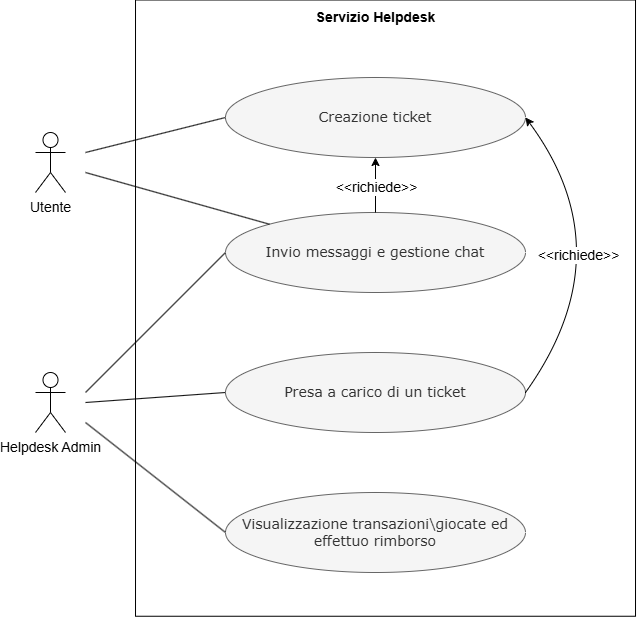 Servizio Helpdesk
Creazione ticket
<<richiede>>
Utente
Invio messaggi e gestione chat
<<richiede>>
Presa a carico di un ticket
Helpdesk Admin
Visualizzazione transazioni\giocate ed
effettuo rimborso